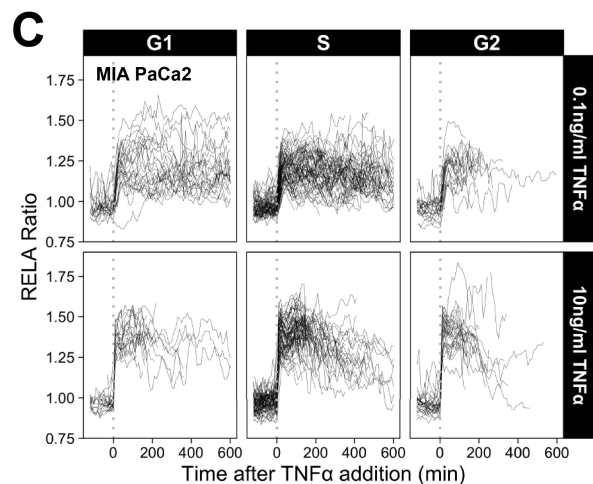 C
G1 S G2
MIA PaCa2
0.1ng/ml TNFα
1.75
1.50
1.25
1.00
0.75
RELA Ratio
10ng/ml TNFα
1.75
1.50
1.25
1.00
0.75
0 200 400 600 0 200 400 600 0 200 400 600
Time after TNFα addition (min)